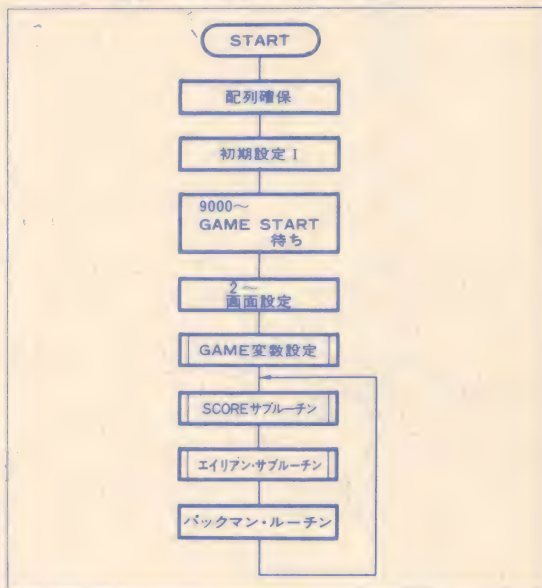 START
配列確保
初期設定 I
9000～
GAME START
待ち
2～
画面設定
GAME変数設定
SCOREサブルーチン
エイリアン・サブルーチン
パックマン・ルーチン